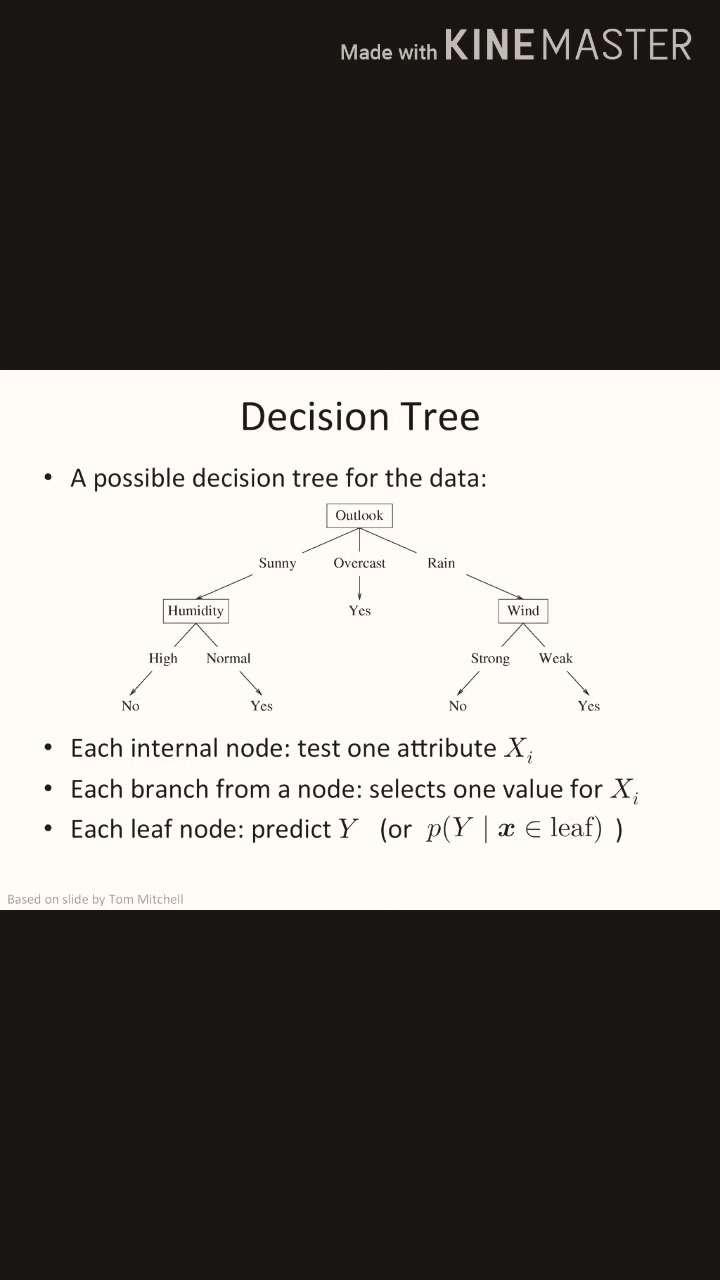 Made with KINEMASTER
Decision Tree
• A possible decision tree for the data:
Outlook
Sunny Overcast Rain
Humidity Yes Wind
High Normal Strong Weak
No Yes No Yes
• Each internal node: test one attribute Xᵢ
• Each branch from a node: selects one value for Xᵢ
• Each leaf node: predict Y (or p(Y | x ∈ leaf) )
Based on slide by Tom Mitchell